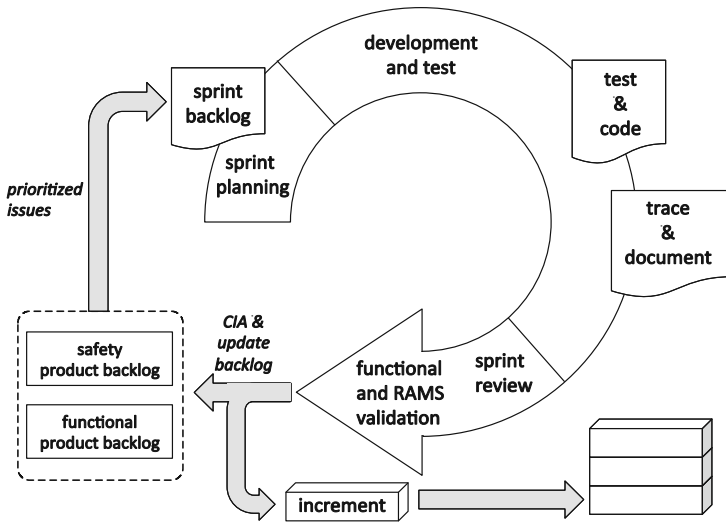 development
and test
sprint
backlog
test
&
code
sprint
planning
prioritized
issues
trace
&
document
CIA &
update
backlog
safety
product backlog
functional
and RAMS
validation
sprint
review
functional
product backlog
increment